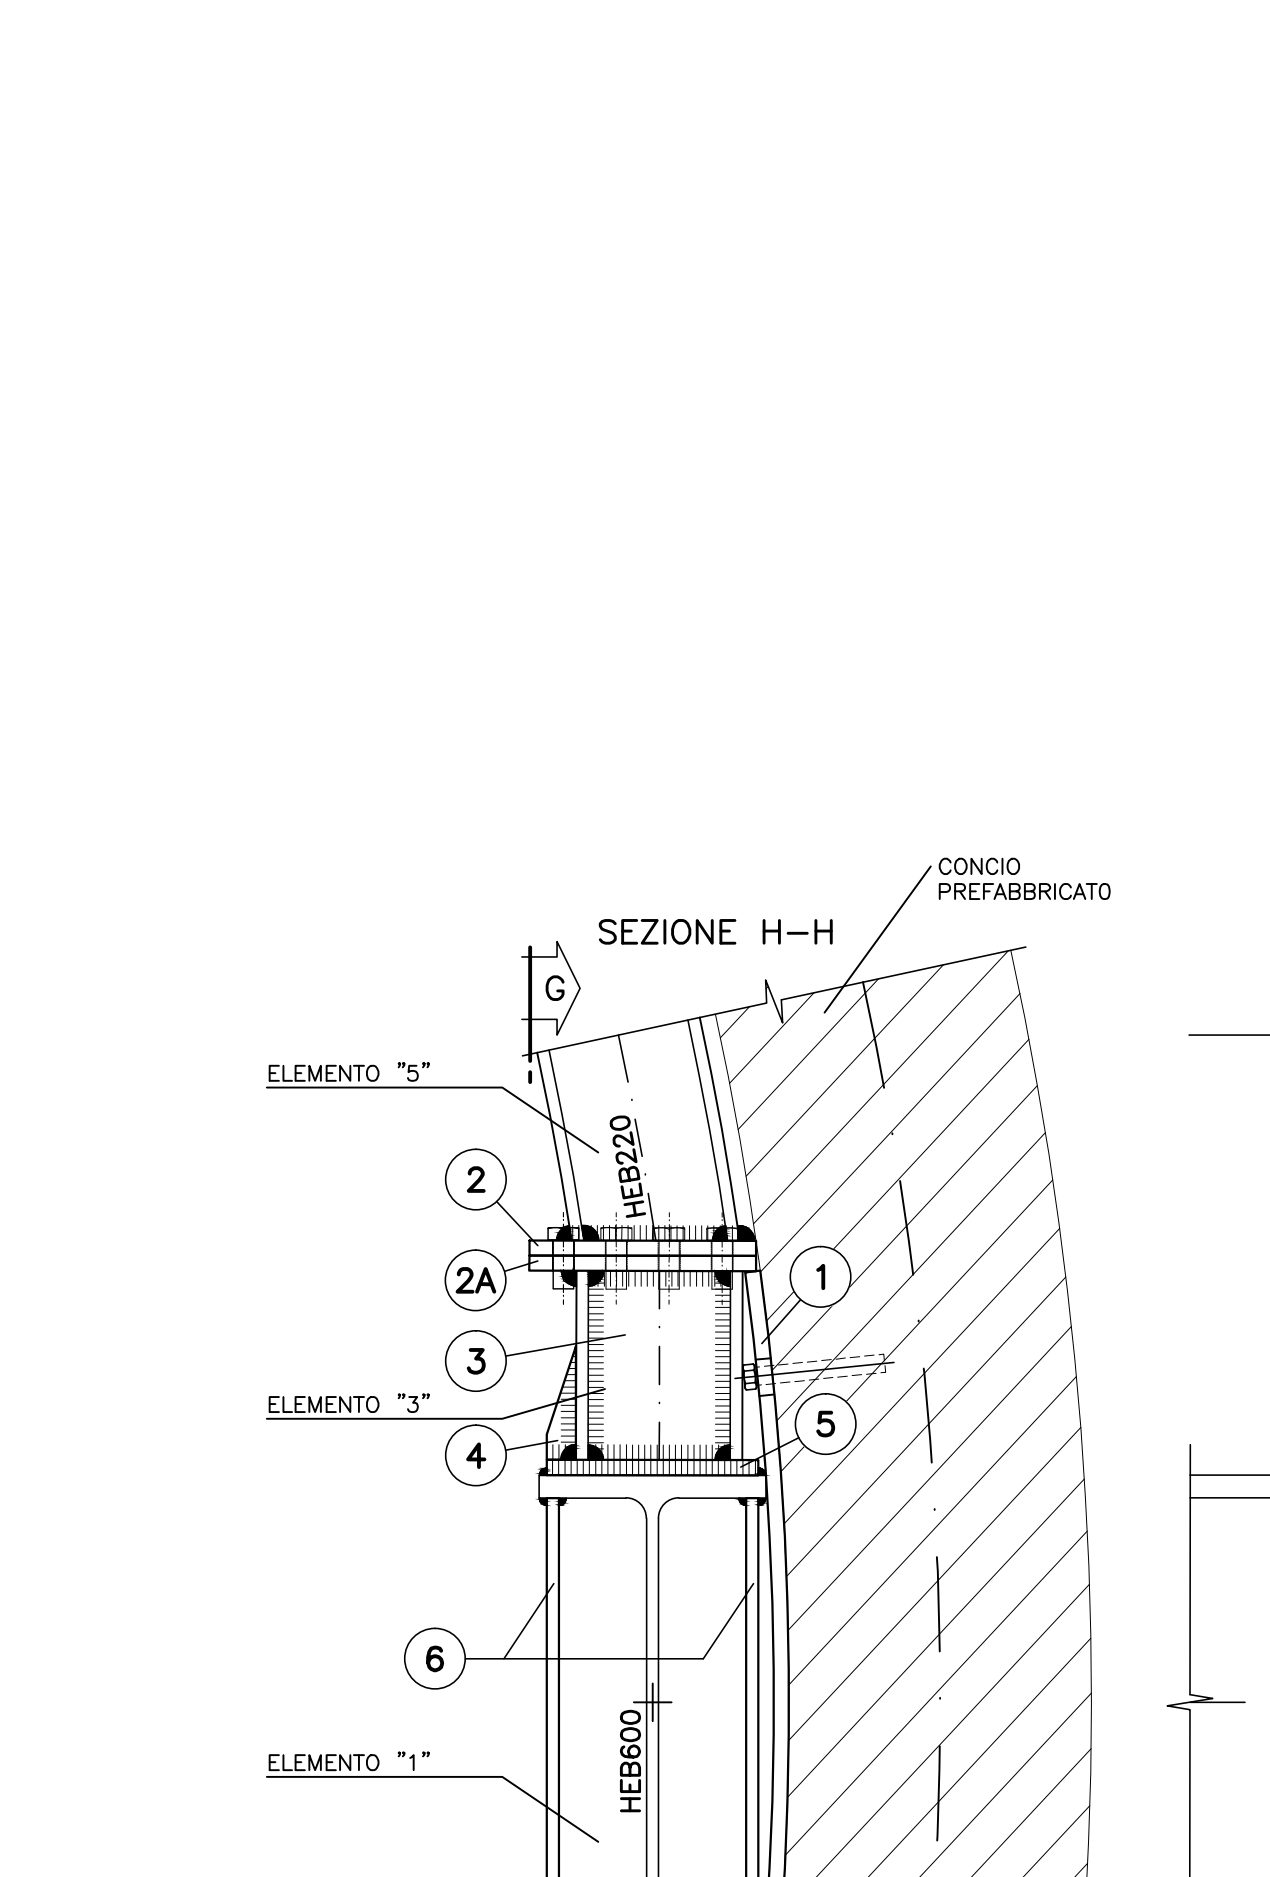 CONCIO
PREFABBRICATO
SEZIONE H-H
G
ELEMENTO "5"
HEB220
2
2A
1
3
ELEMENTO "3"
5
4
6
HEB600
ELEMENTO "1"